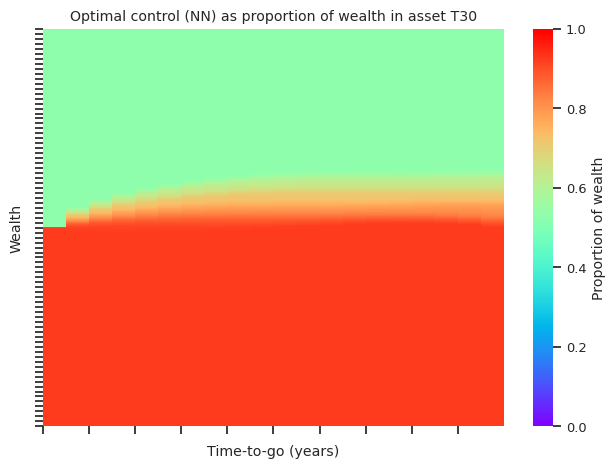 Optimal control (NN) as proportion of wealth in asset T30
Wealth
Time-to-go (years)
1.0
0.8
0.6
0.4
0.2
0.0
Proportion of wealth